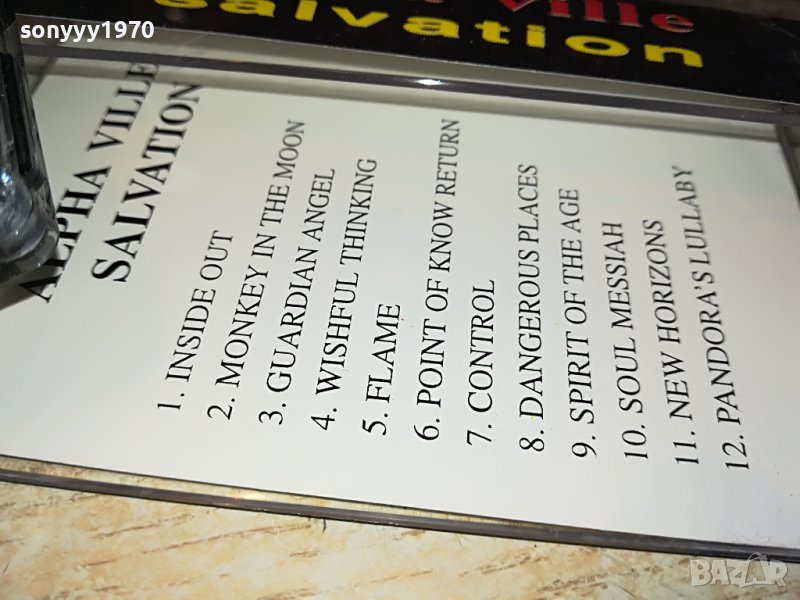 sonyyy1970
ville
salvation
ALPHA VILLE
SALVATION
1. INSIDE OUT
2. MONKEY IN THE MOON
3. GUARDIAN ANGEL
4. WISHFUL THINKING
5. FLAME
6. POINT OF KNOW RETURN
7. CONTROL
8. DANGEROUS PLACES
9. SPIRIT OF THE AGE
10. SOUL MESSIAH
11. NEW HORIZONS
12. PANDORA'S LULLABY
BAZAR